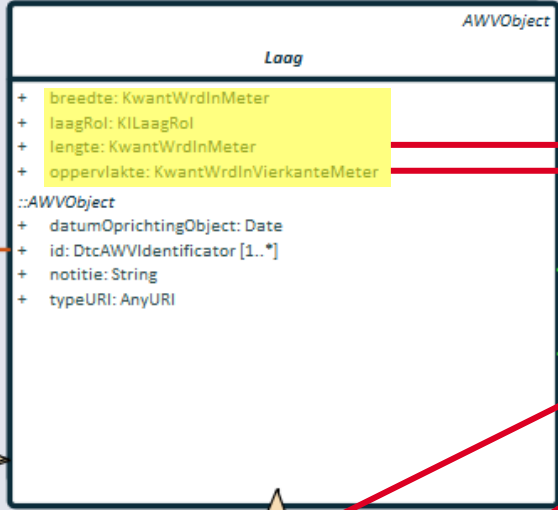 AWVObject
Laag
+ breedte: KwantWrdInMeter
+ laagRol: KlLaagRol
+ lengte: KwantWrdInMeter
+ oppervlakte: KwantWrdInVierkanteMeter
::AWVObject
+ datumOprichtingObject: Date
+ id: DtcAWVIdentificator [1..*]
+ notitie: String
+ typeURI: AnyURI